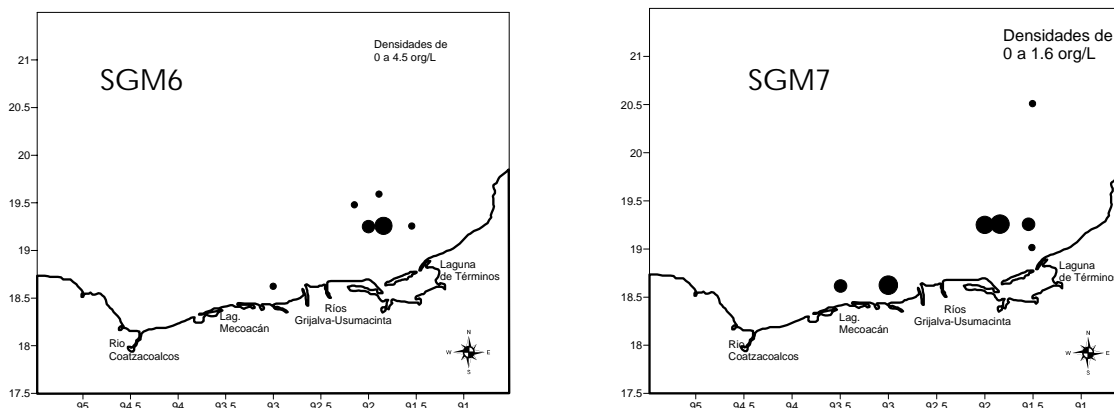 Densidades de
0 a 4.5 org/L
SGM6
21
20.5
20
19.5
19
18.5
18
17.5
Laguna
de Términos
Ríos
Grijalva-Usumacinta
Lag.
Mecoacán
Rio
Coatzacoalcos
N
W E
S
95 94.5 94 93.5 93 92.5 92 91.5 91
Densidades de
0 a 1.6 org/L
SGM7
21
20.5
20
19.5
19
18.5
18
17.5
Laguna
de Términos
Ríos
Grijalva-Usumacinta
Lag.
Mecoacán
Rio
Coatzacoalcos
N
W E
S
95 94.5 94 93.5 93 92.5 92 91.5 91